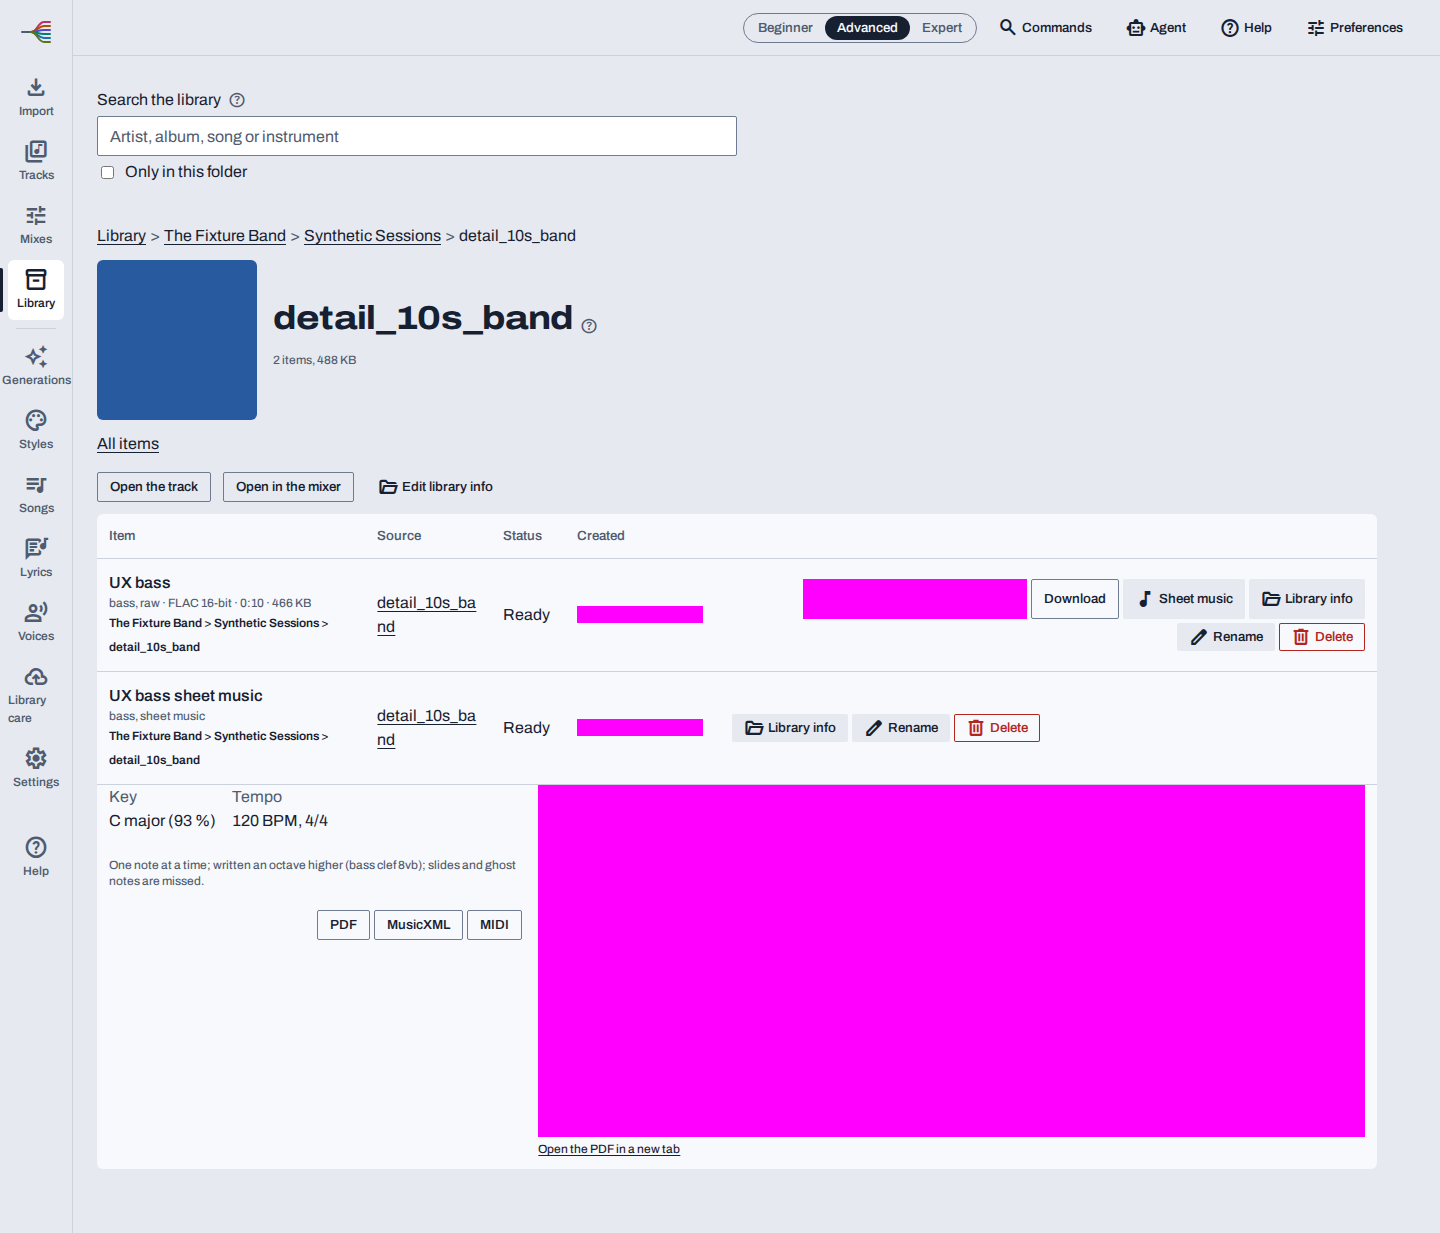 Beginner Advanced Expert Commands Agent Help Preferences
Import
Tracks
Mixes
Library
Generations
Styles
Songs
Lyrics
Voices
Library
care
Settings
Help
Search the library
Artist, album, song or instrument
Only in this folder
Library > The Fixture Band > Synthetic Sessions > detail_10s_band
detail_10s_band
2 items, 488 KB
All items
Open the track Open in the mixer Edit library info
Item Source Status Created
UX bass
bass, raw · FLAC 16-bit · 0:10 · 466 KB
The Fixture Band > Synthetic Sessions >
detail_10s_band
detail_10s_ba
nd
Ready
Download Sheet music Library info
Rename Delete
UX bass sheet music
bass, sheet music
The Fixture Band > Synthetic Sessions >
detail_10s_band
detail_10s_ba
nd
Ready
Library info Rename Delete
Key Tempo
C major (93 %) 120 BPM, 4/4
One note at a time; written an octave higher (bass clef 8vb); slides and ghost
notes are missed.
PDF MusicXML MIDI
Open the PDF in a new tab